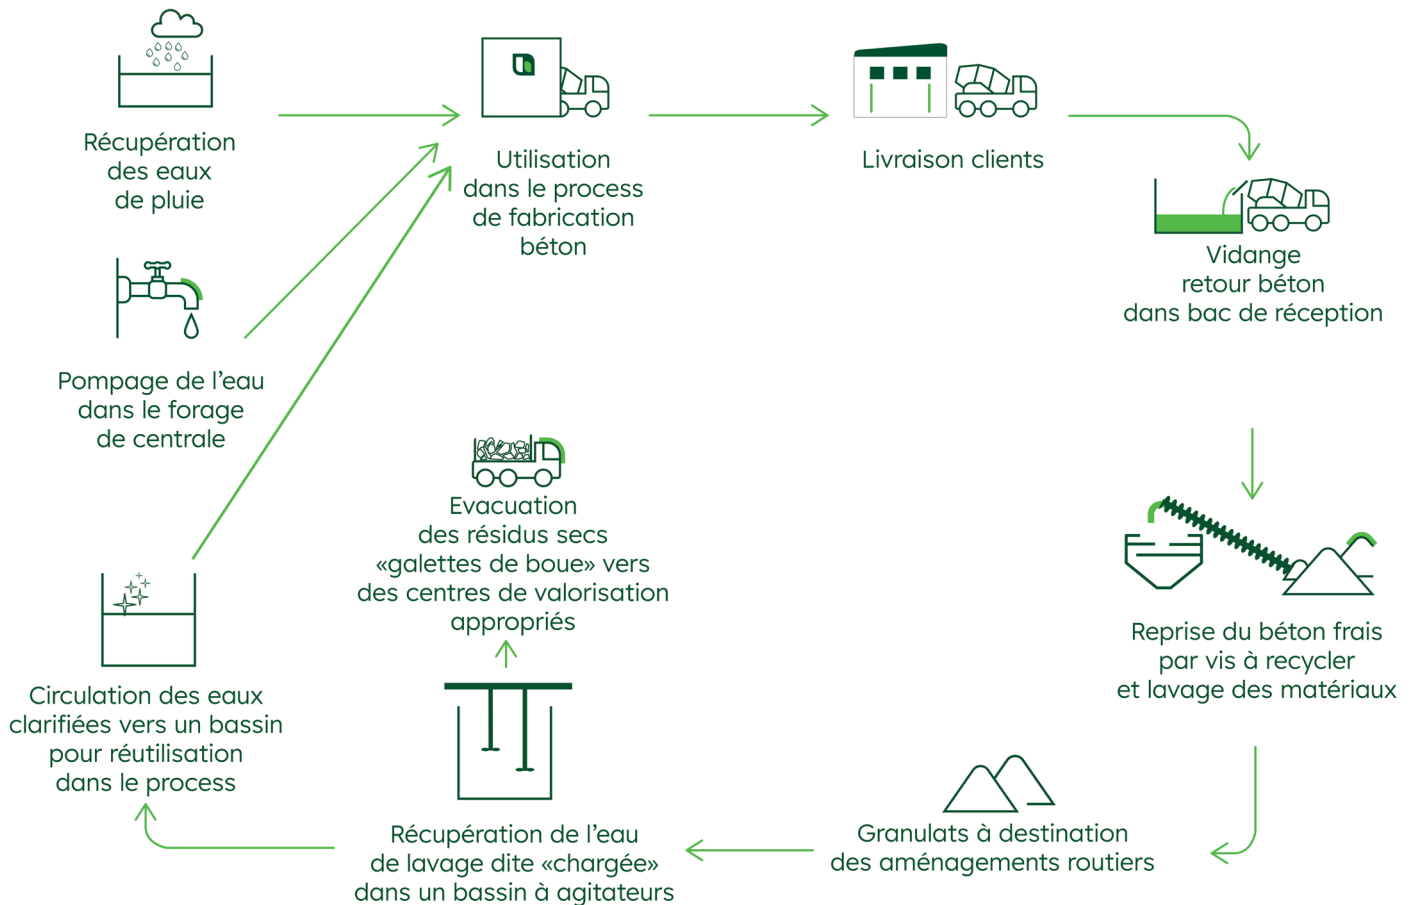 Récupération
des eaux
de pluie
Utilisation
dans le process
de fabrication
béton
Livraison clients
Vidange
retour béton
dans bac de réception
Pompage de l’eau
dans le forage
de centrale
Evacuation
des résidus secs
«galettes de boue» vers
des centres de valorisation
appropriés
Reprise du béton frais
par vis à recycler
et lavage des matériaux
Circulation des eaux
clarifiées vers un bassin
pour réutilisation
dans le process
Récupération de l’eau
de lavage dite «chargée»
dans un bassin à agitateurs
Granulats à destination
des aménagements routiers